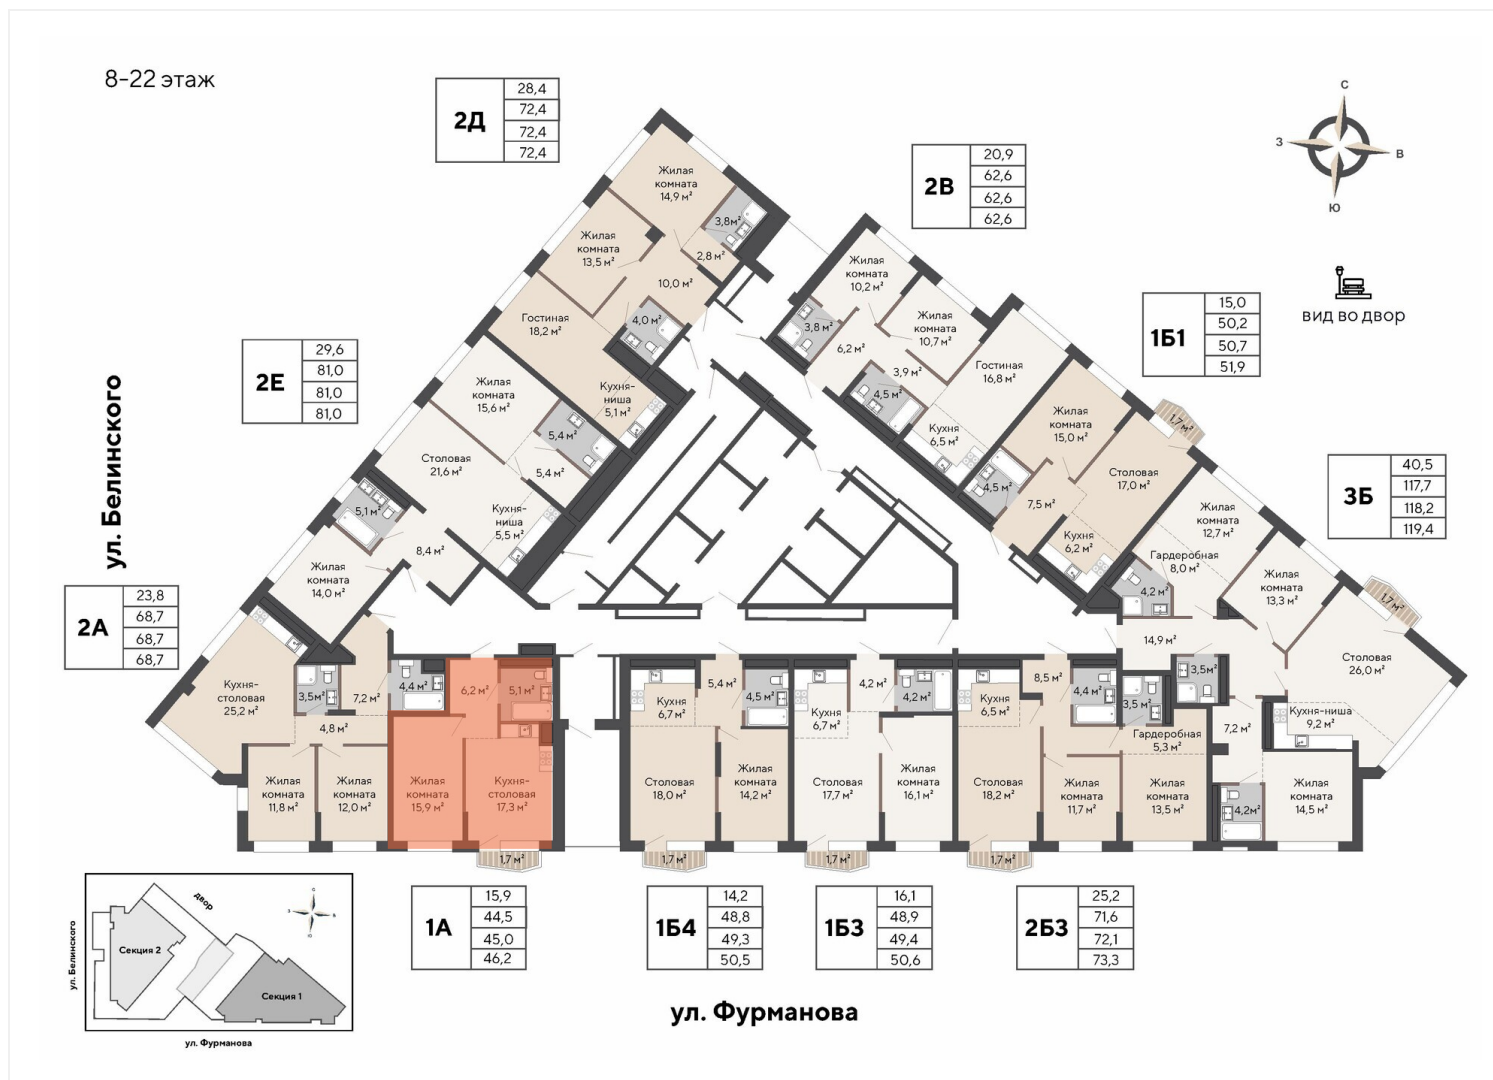 8-22 этаж
2Д
28,4
72,4
72,4
72,4
2В
20,9
62,6
62,6
62,6
С
З
В
Ю
вид во двор
1Б1
15,0
50,2
50,7
51,9
2Е
29,6
81,0
81,0
81,0
3Б
40,5
117,7
118,2
119,4
2А
23,8
68,7
68,7
68,7
ул. Белинского
Жилая
комната
14,9 м²
3,8м²
2,8 м²
Жилая
комната
13,5 м²
10,0 м²
Гостиная
18,2 м²
4,0 м²
Кухня-
ниша
5,1 м²
Жилая
комната
15,6 м²
5,4 м²
5,4 м²
Столовая
21,6 м²
Кухня-
ниша
5,5 м²
5,1 м²
8,4 м²
Жилая
комната
14,0 м²
Жилая
комната
10,2 м²
3,8 м²
6,2 м²
Жилая
комната
10,7 м²
3,9 м²
4,5 м²
Гостиная
16,8 м²
Кухня
6,5 м²
Жилая
комната
15,0 м²
1,7 м²
Столовая
17,0 м²
4,5 м²
7,5 м²
Кухня
6,2 м²
Жилая
комната
12,7 м²
Гардеробная
8,0 м²
4,2 м²
Жилая
комната
13,3 м²
1,7 м²
14,9 м²
Столовая
26,0 м²
3,5м²
Кухня-ниша
9,2 м²
7,2 м²
4,2м²
Жилая
комната
14,5 м²
Кухня-
столовая
25,2 м²
3,5м²
7,2 м²
4,4 м²
4,8 м²
Жилая
комната
11,8 м²
Жилая
комната
12,0 м²
6,2 м²
5,1 м²
Жилая
комната
15,9 м²
Кухня-
столовая
17,3 м²
1,7 м²
Кухня
6,7 м²
5,4 м²
4,5 м²
Столовая
18,0 м²
Жилая
комната
14,2 м²
1,7 м²
Кухня
6,7 м²
4,2 м²
4,2 м²
Столовая
17,7 м²
Жилая
комната
16,1 м²
1,7 м²
Кухня
6,5 м²
8,5 м²
4,4 м²
3,5м²
Гардеробная
5,3 м²
Столовая
18,2 м²
Жилая
комната
11,7 м²
Жилая
комната
13,5 м²
1,7 м²
1А
15,9
44,5
45,0
46,2
1Б4
14,2
48,8
49,3
50,5
1Б3
16,1
48,9
49,4
50,6
2Б3
25,2
71,6
72,1
73,3
ул. Фурманова
двор
ул. Белинского
Секция 2
Секция 1
ул. Фурманова